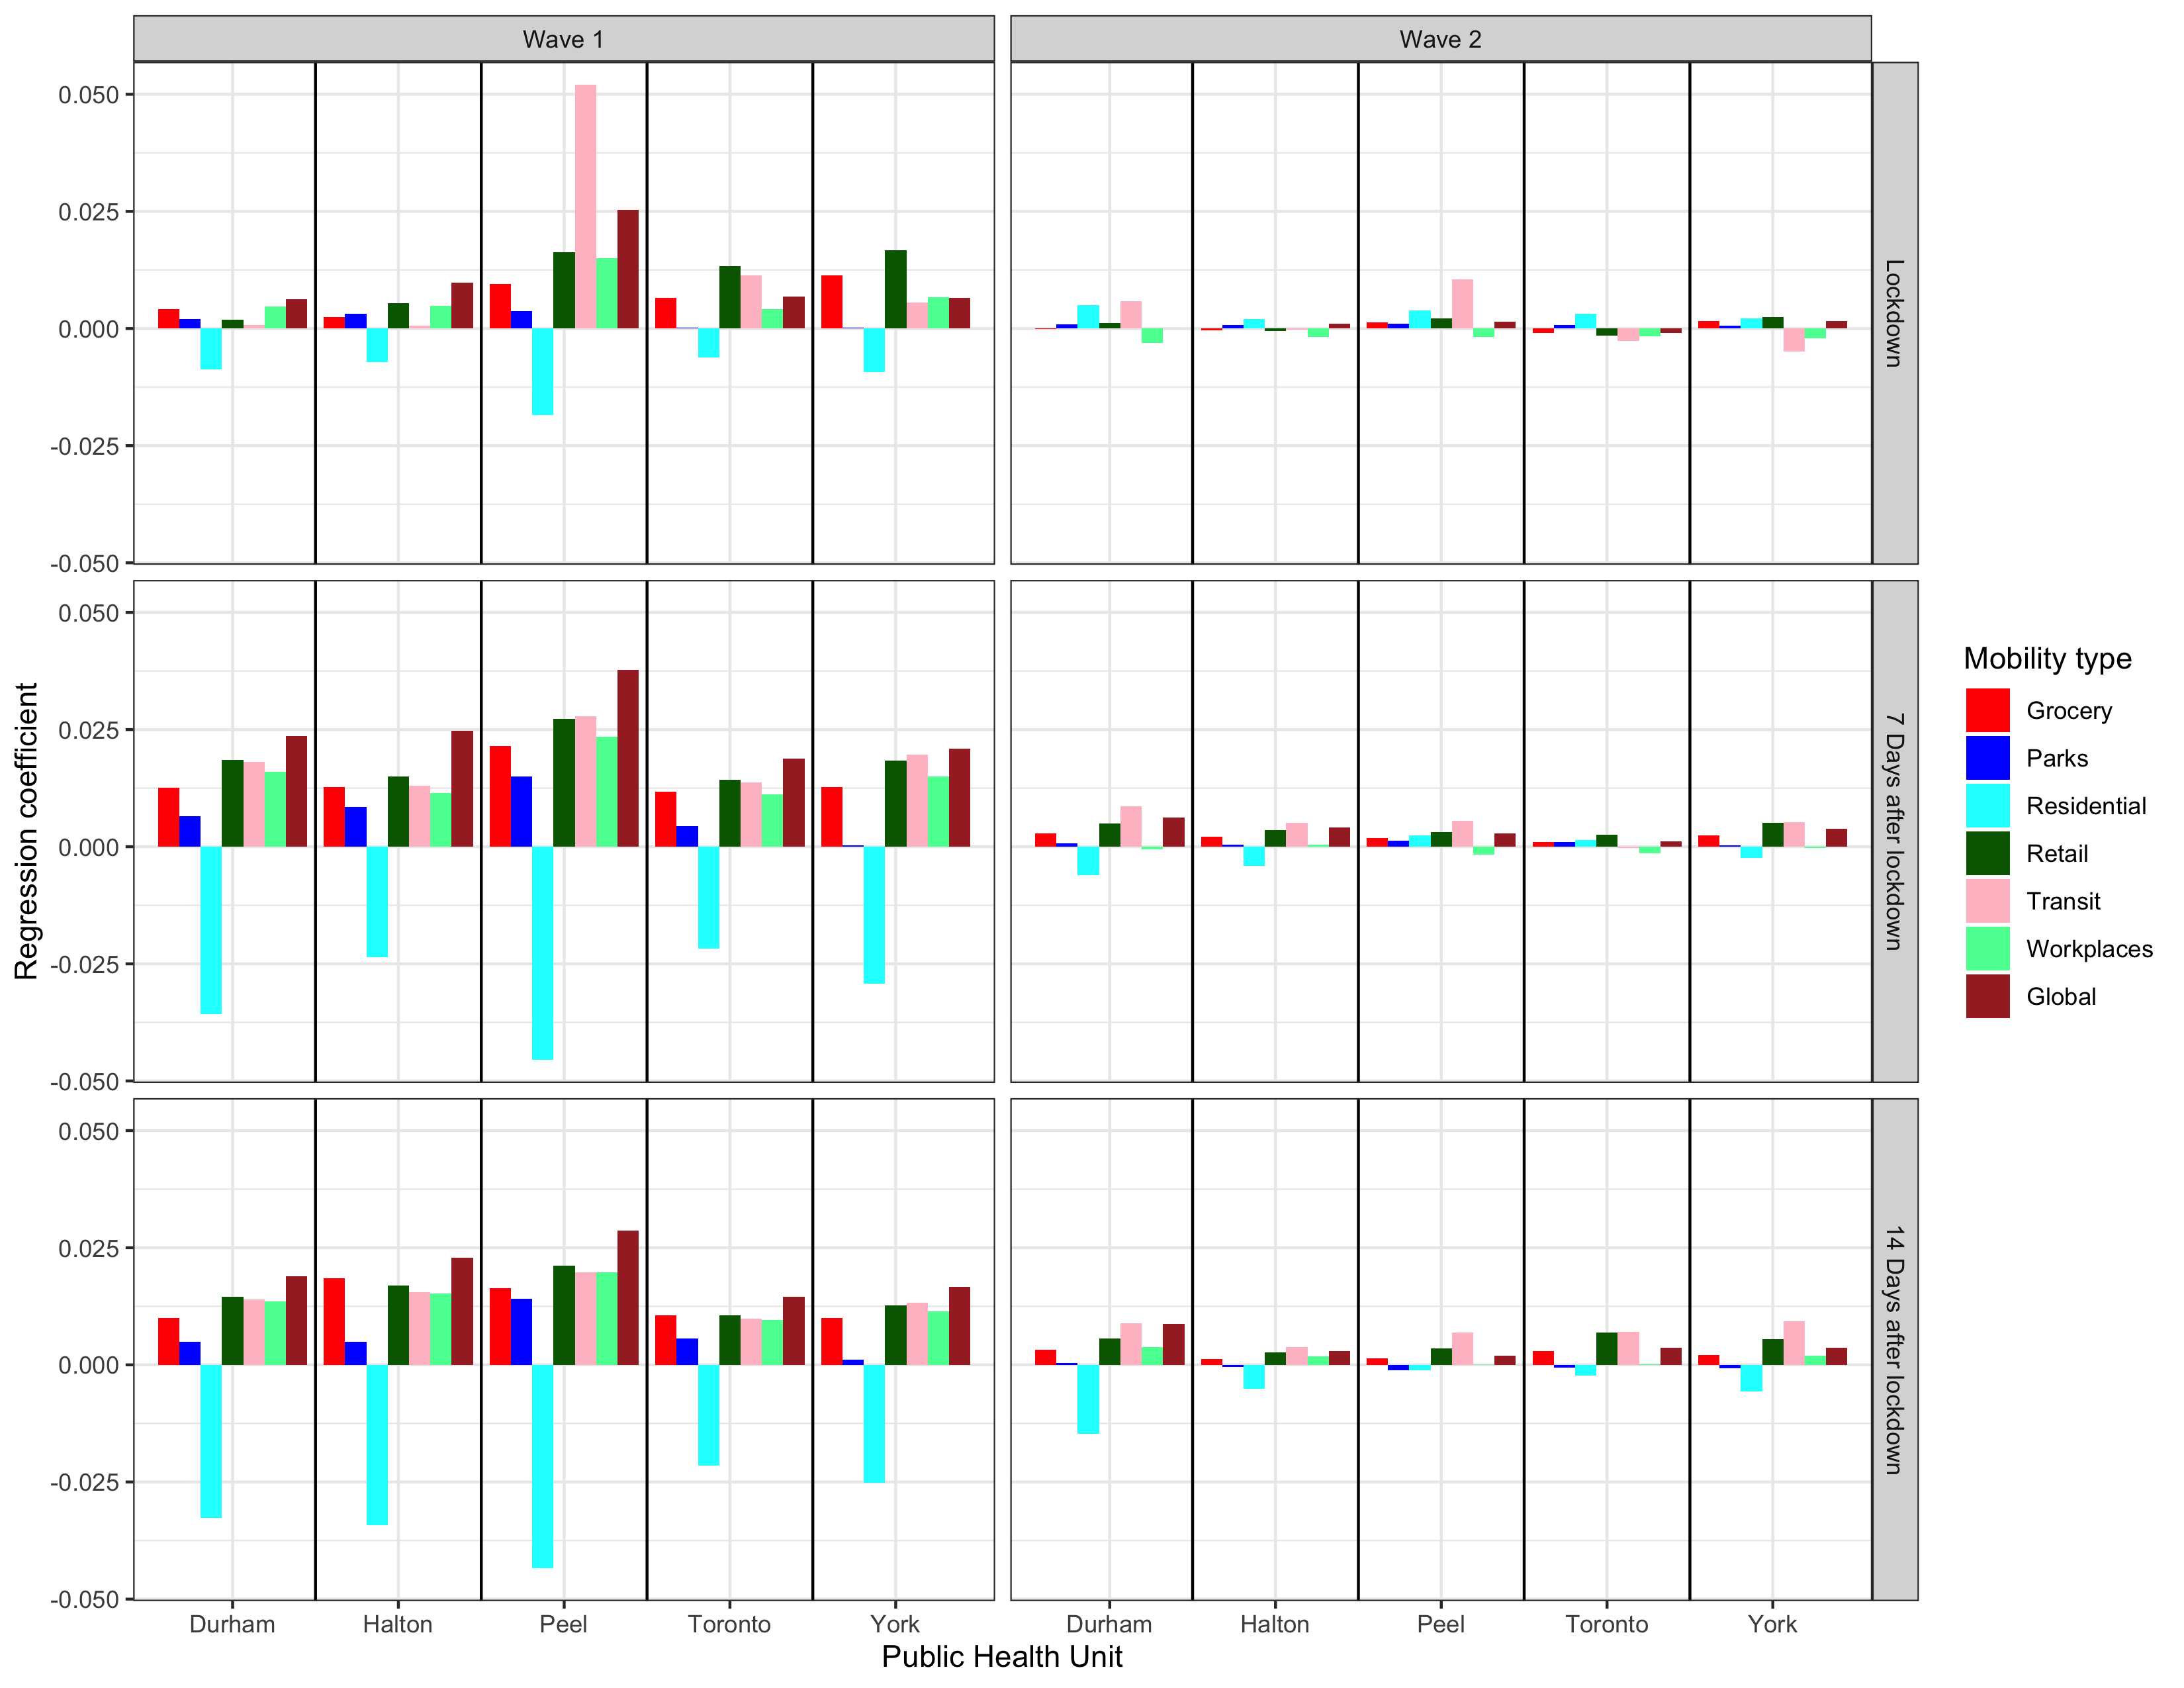 Wave 1
Wave 2
0.050
0.025
0.000
-0.025
-0.050
Lockdown
0.050
0.025
0.000
-0.025
-0.050
7 Days after lockdown
0.050
0.025
0.000
-0.025
-0.050
14 Days after lockdown
Regression coefficient
Durham Halton Peel Toronto York
Durham Halton Peel Toronto York
Public Health Unit
Mobility type
Grocery
Parks
Residential
Retail
Transit
Workplaces
Global